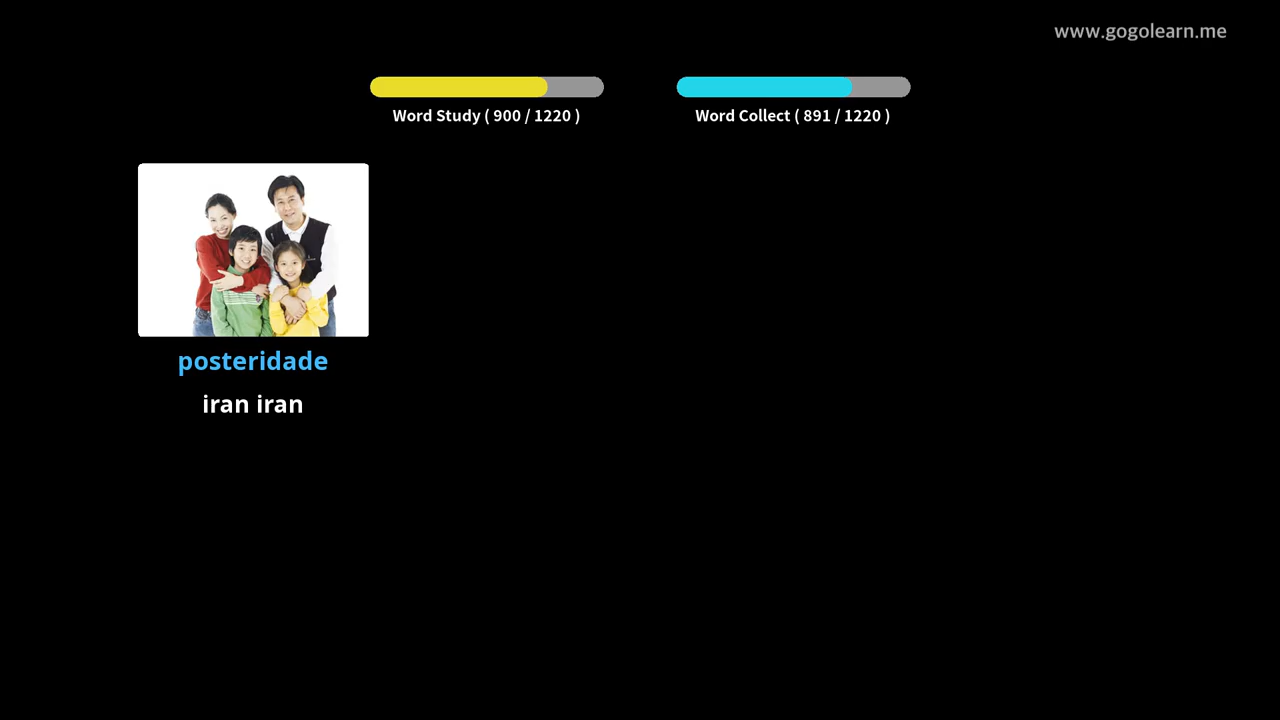 www.gogolearn.me
Word Study ( 900 / 1220 )
Word Collect ( 891 / 1220 )
posteridade
iran iran